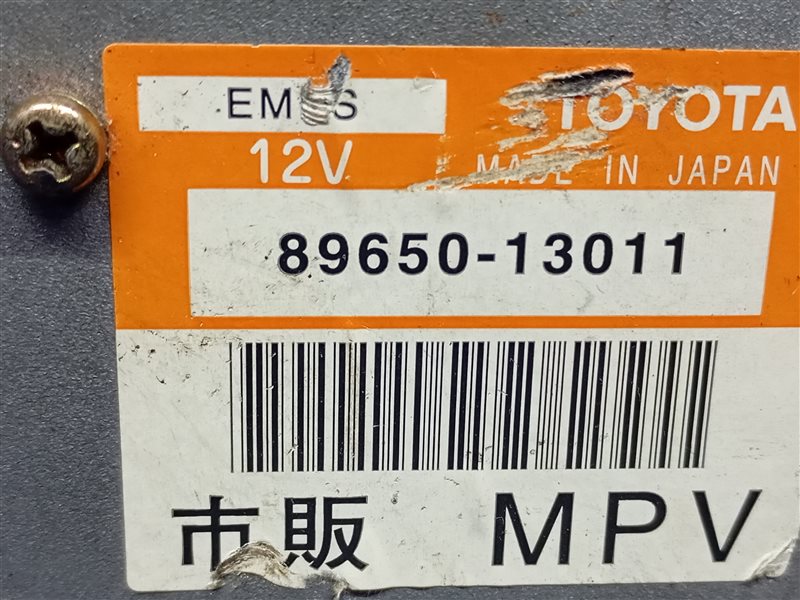 TOYOTA
12V
MADE IN JAPAN
89650-13011
市販 MPV